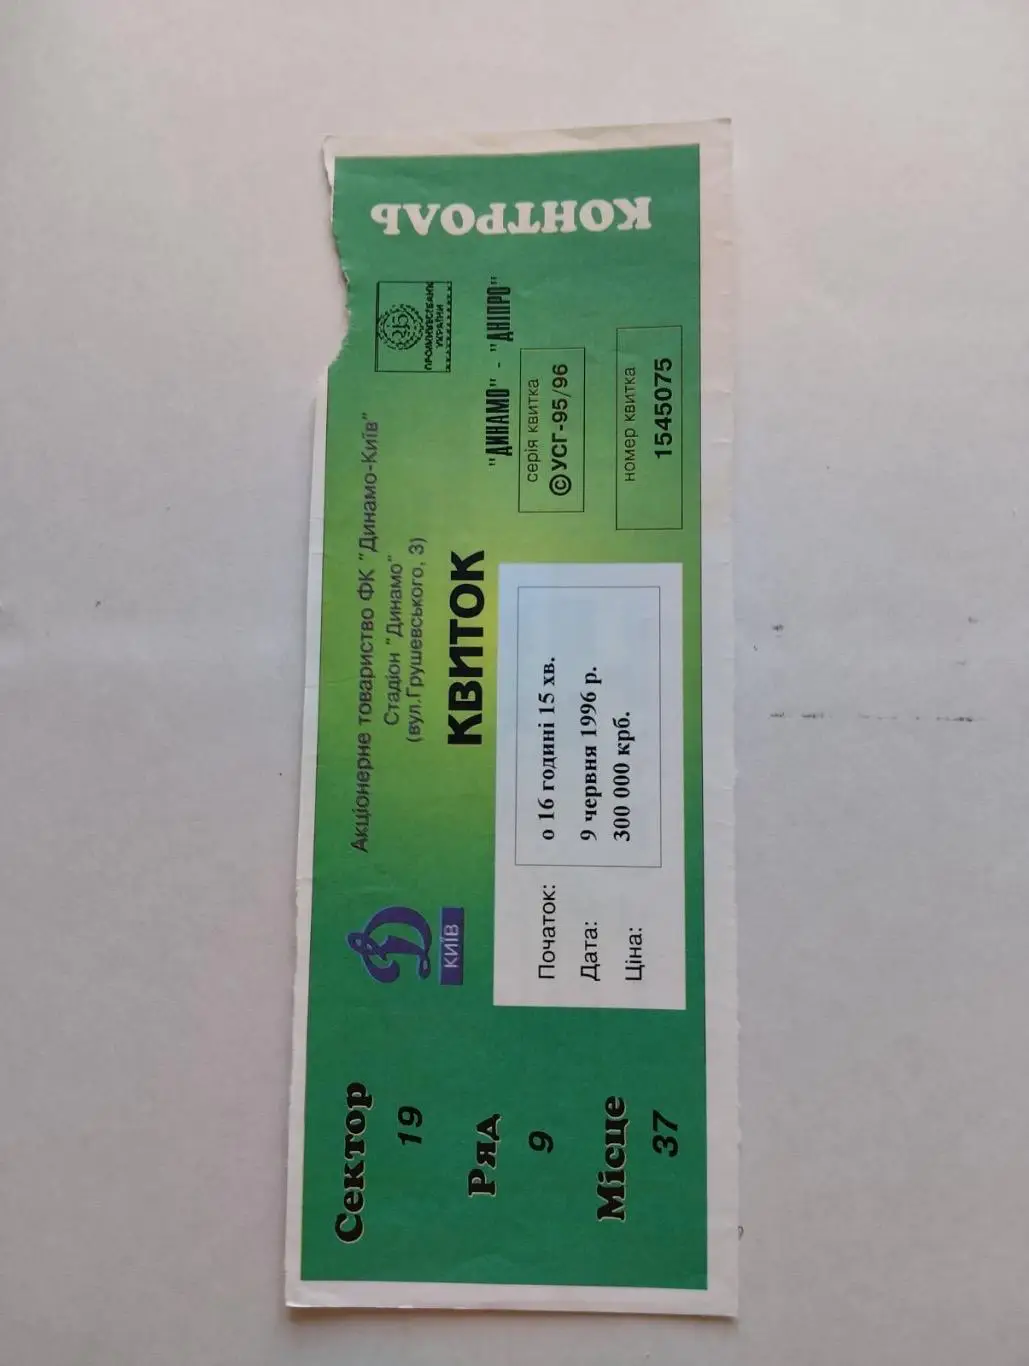 Сектор
19
Ряд
9
Місце
37
КИЇВ
Акціонерне товариство ФК "Динамо-Київ"
Стадіон "Динамо"
(вул.Грушевського, 3)
КВИТОК
Початок: о 16 годині 15 хв.
Дата: 9 червня 1996 р.
Ціна: 300 000 крб.
ПРОМІНВЕСТБАНК
УКРАЇНИ
"ДИНАМО" - "ДНІПРО"
серія квитка
©УСГ-95/96
номер квитка
1545075
КОНТРОЛЬ